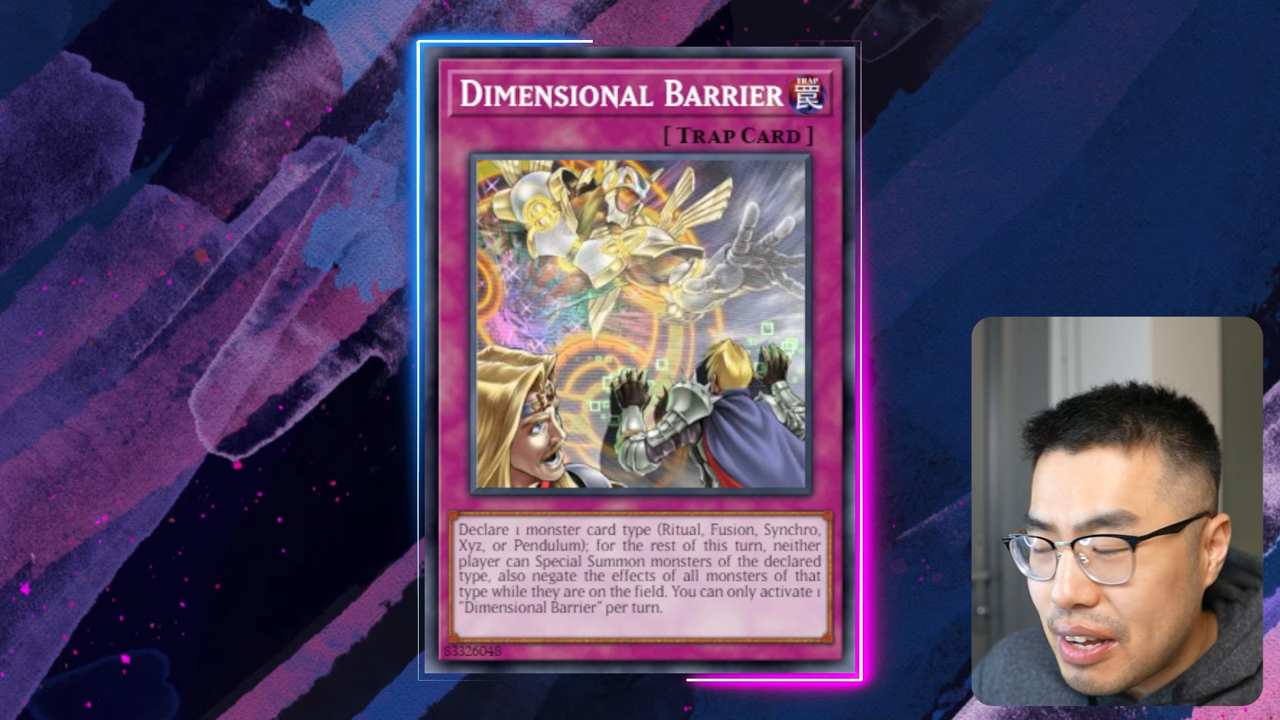 DIMENSIONAL BARRIER
TRAP
罠
[ TRAP CARD ]
Declare 1 monster card type (Ritual, Fusion, Synchro,
Xyz, or Pendulum); for the rest of this turn, neither
player can Special Summon monsters of the declared
type, also negate the effects of all monsters of that
type while they are on the field. You can only activate 1
"Dimensional Barrier" per turn.
83326048